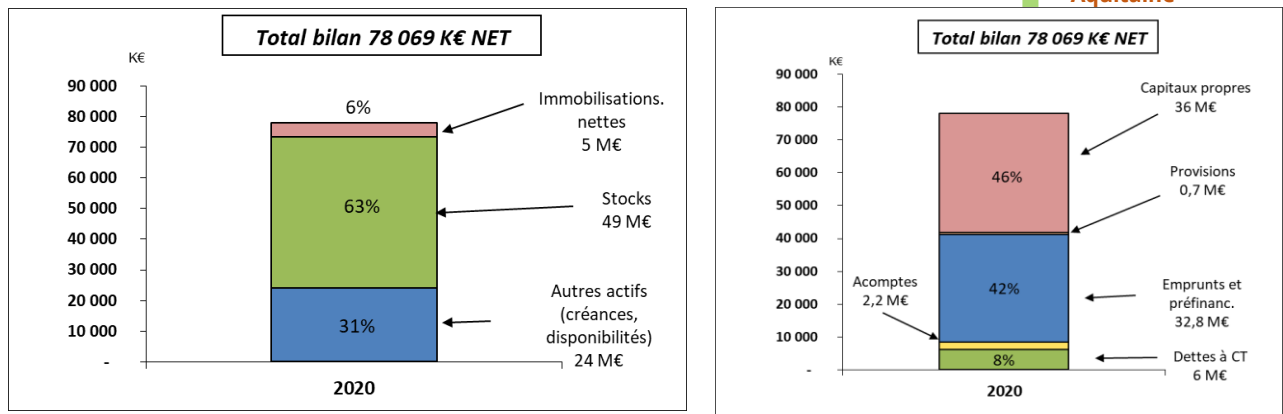 Aquitaine
Total bilan 78 069 K€ NET
K€
90 000
80 000
70 000
60 000
50 000
40 000
30 000
20 000
10 000
-
6%
63%
31%
Immobilisations.
nettes
5 M€
Stocks
49 M€
Autres actifs
(créances,
disponibilités)
24 M€
2020
Total bilan 78 069 K€ NET
K€
90 000
80 000
70 000
60 000
50 000
40 000
30 000
20 000
10 000
-
46%
42%
8%
Capitaux propres
36 M€
Provisions
0,7 M€
Acomptes
2,2 M€
Emprunts et
préfinanc.
32,8 M€
Dettes à CT
6 M€
2020